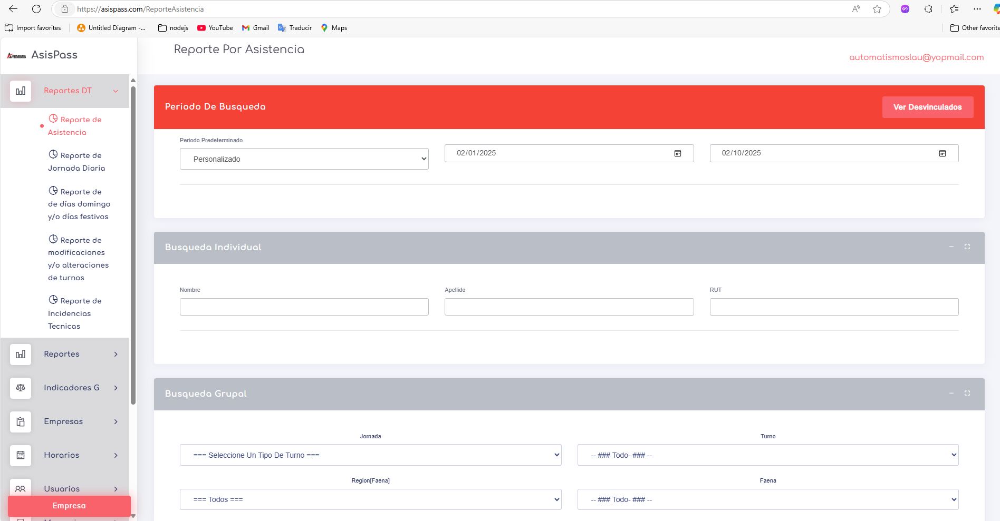 https://asispass.com/ReporteAsistencia
Import favorites
Untitled Diagram -...
nodejs
YouTube
Gmail
Traducir
Maps
Other favorite
AsisPass
Reporte Por Asistencia
automatismoslau@yopmail.com
Reportes DT
Reporte de
Asistencia
Reporte de
Jornada Diaria
Reporte de
de días domingo
y/o días festivos
Reporte de
modificaciones
y/o alteraciones
de turnos
Reporte de
Incidencias
Tecnicas
Reportes
Indicadores G
Empresas
Horarios
Usuarios
Empresa
Periodo De Busqueda
Ver Desvinculados
Periodo Predeterminado
Personalizado
02/01/2025
02/10/2025
Busqueda Individual
Nombre
Apellido
RUT
Busqueda Grupal
Jornada
Turno
=== Seleccione Un Tipo De Turno ===
-- ### Todo- ### --
Region[Faena]
Faena
=== Todos ===
-- ### Todo- ### --